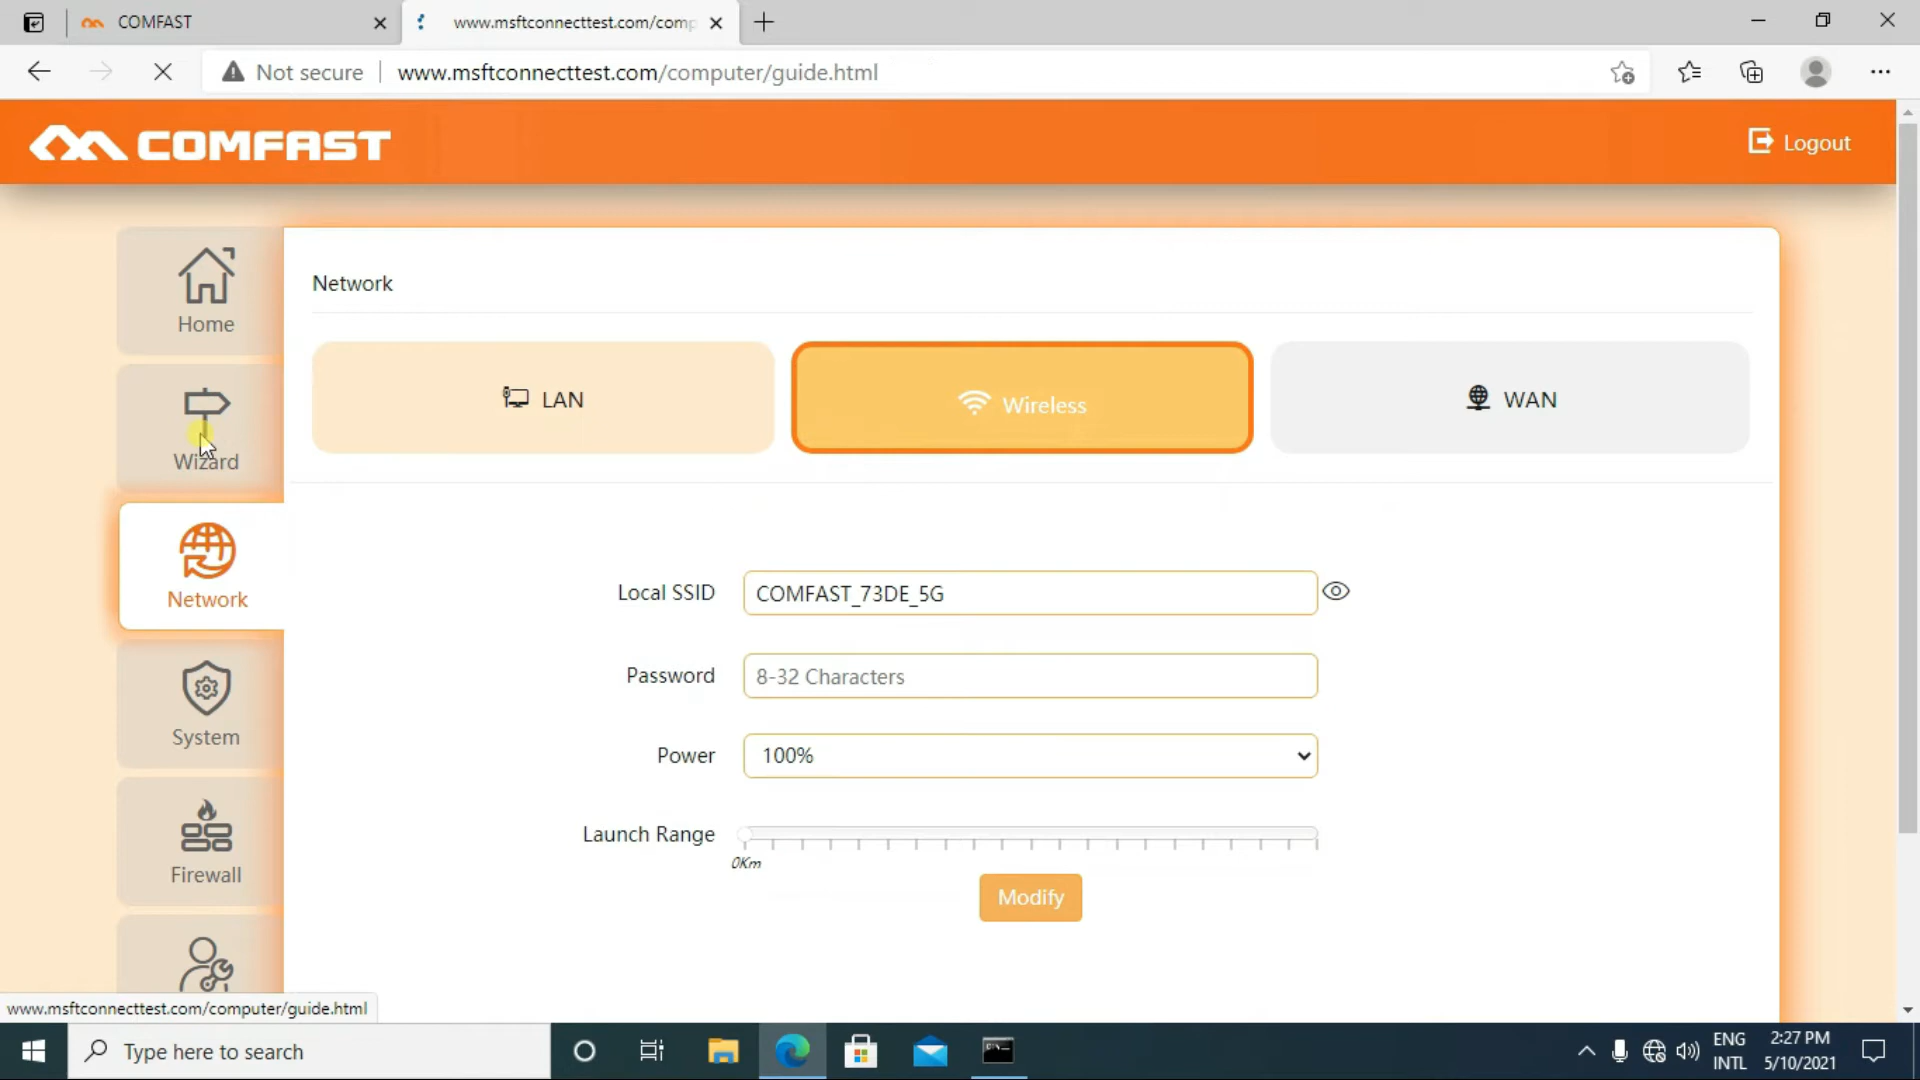 COMFAST
www.msftconnecttest.com/comp
Not secure
www.msftconnecttest.com/computer/guide.html
COMFAST
Logout
Home
Wizard
Network
System
Firewall
Network
LAN
Wireless
WAN
Local SSID
COMFAST_73DE_5G
Password
8-32 Characters
Power
100%
Launch Range
0Km
Modify
www.msftconnecttest.com/computer/guide.html
Type here to search
ENG
INTL
2:27 PM
5/10/2021